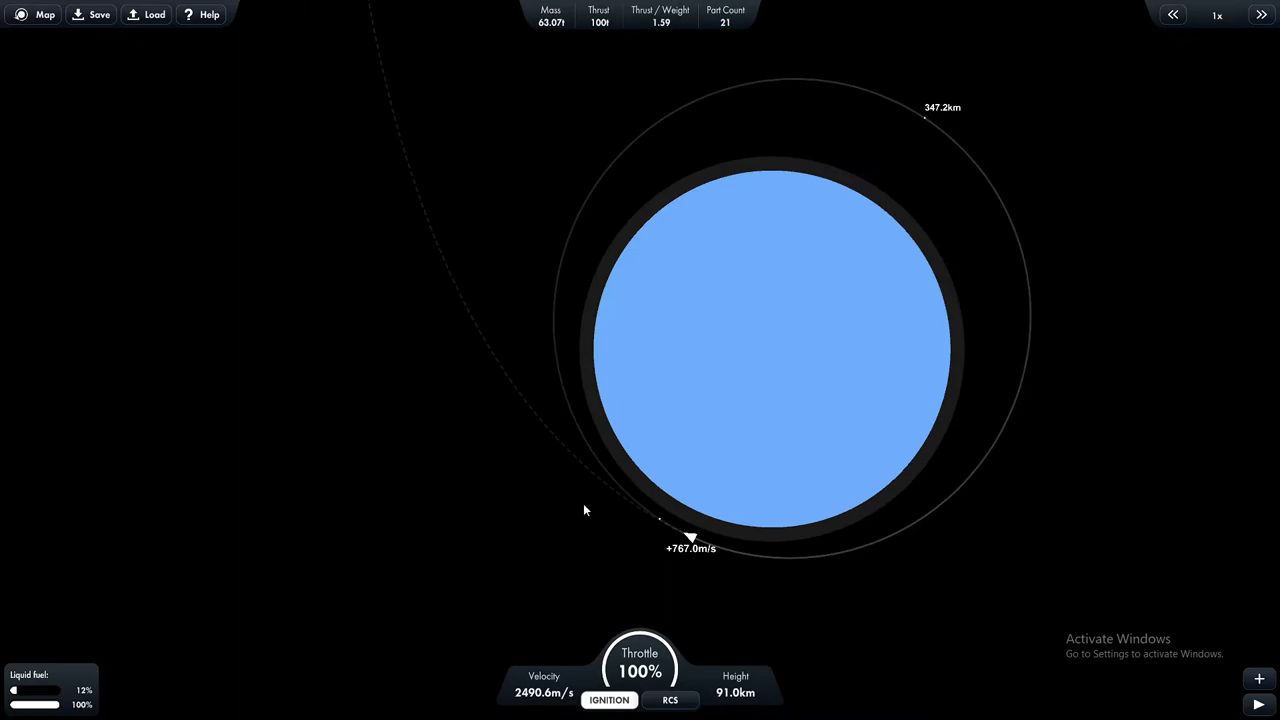 Map
Save
Load
? Help
Mass
63.07t
Thrust
100t
Thrust / Weight
1.59
Part Count
21
1x
347.2km
+767.0m/s
Activate Windows
Go to Settings to activate Windows.
Liquid fuel:
12%
100%
Throttle
100%
Velocity
2490.6m/s
Height
91.0km
IGNITION
RCS